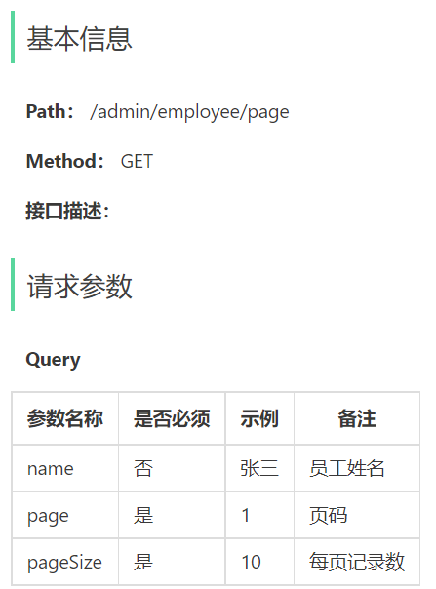 基本信息
Path: /admin/employee/page
Method: GET
接口描述:
请求参数
Query
参数名称 是否必须 示例 备注
name 否 张三 员工姓名
page 是 1 页码
pageSize 是 10 每页记录数